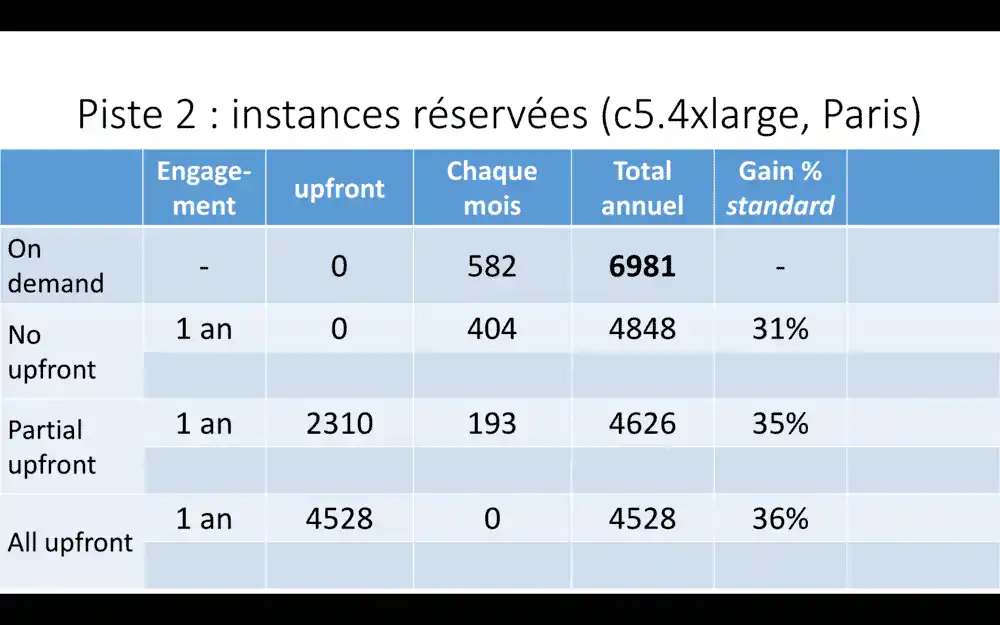 Piste 2 : instances réservées (c5.4xlarge, Paris)
Engage-
ment
upfront
Chaque
mois
Total
annuel
Gain %
standard
On
demand
-
0
582
6981
-
No
upfront
1 an
0
404
4848
31%
Partial
upfront
1 an
2310
193
4626
35%
All upfront
1 an
4528
0
4528
36%